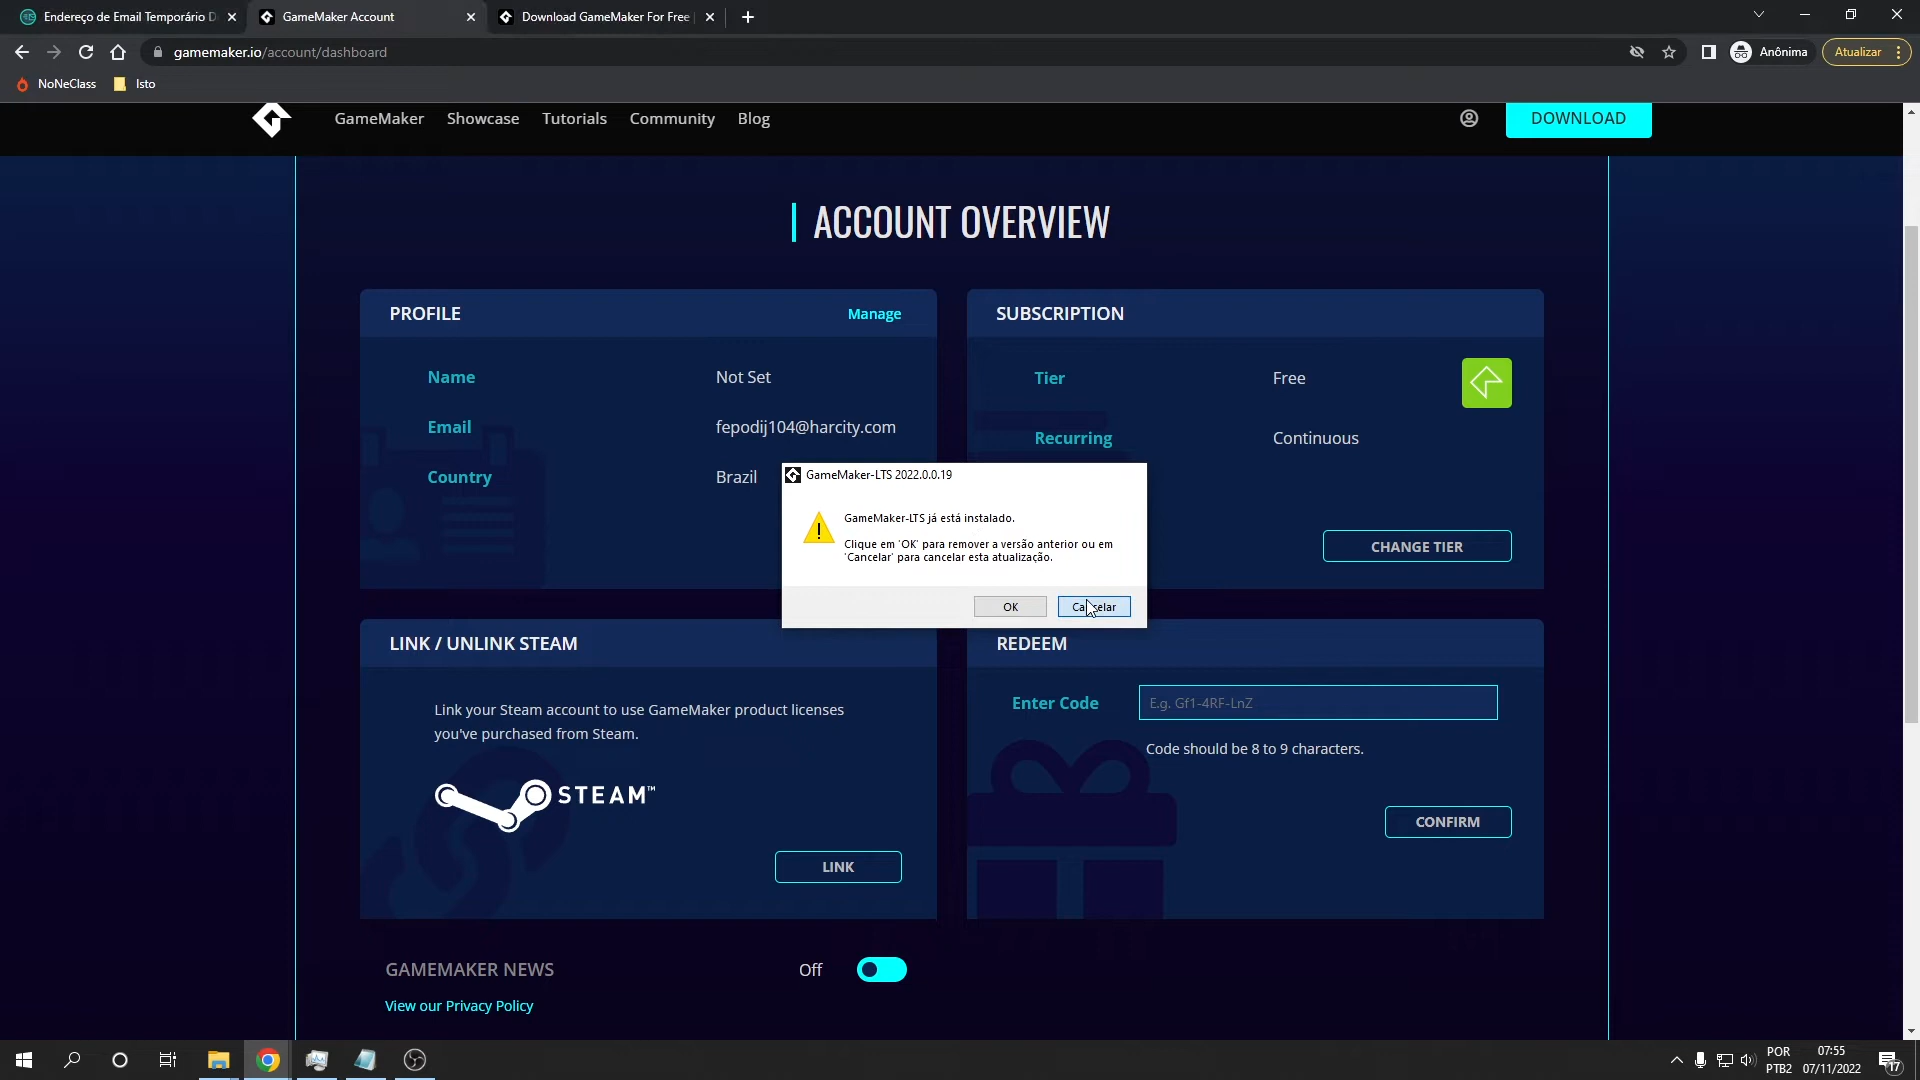 Endereço de Email Temporário D
GameMaker Account
Download GameMaker For Free
gamemaker.io/account/dashboard
Anônima
Atualizar
NoNeClass
Isto
GameMaker
Showcase
Tutorials
Community
Blog
DOWNLOAD
ACCOUNT OVERVIEW
PROFILE
Manage
Name
Not Set
Email
fepodij104@harcity.com
Country
Brazil
SUBSCRIPTION
Tier
Free
Recurring
Continuous
CHANGE TIER
GameMaker-LTS 2022.0.0.19
GameMaker-LTS já está instalado.
Clique em 'OK' para remover a versão anterior ou em
'Cancelar' para cancelar esta atualização.
OK
LINK / UNLINK STEAM
Link your Steam account to use GameMaker product licenses
you've purchased from Steam.
STEAM™
LINK
REDEEM
Enter Code
E.g. Gf1-4RF-LnZ
Code should be 8 to 9 characters.
CONFIRM
GAMEMAKER NEWS
Off
View our Privacy Policy
POR
PTB2
07:55
07/11/2022
17